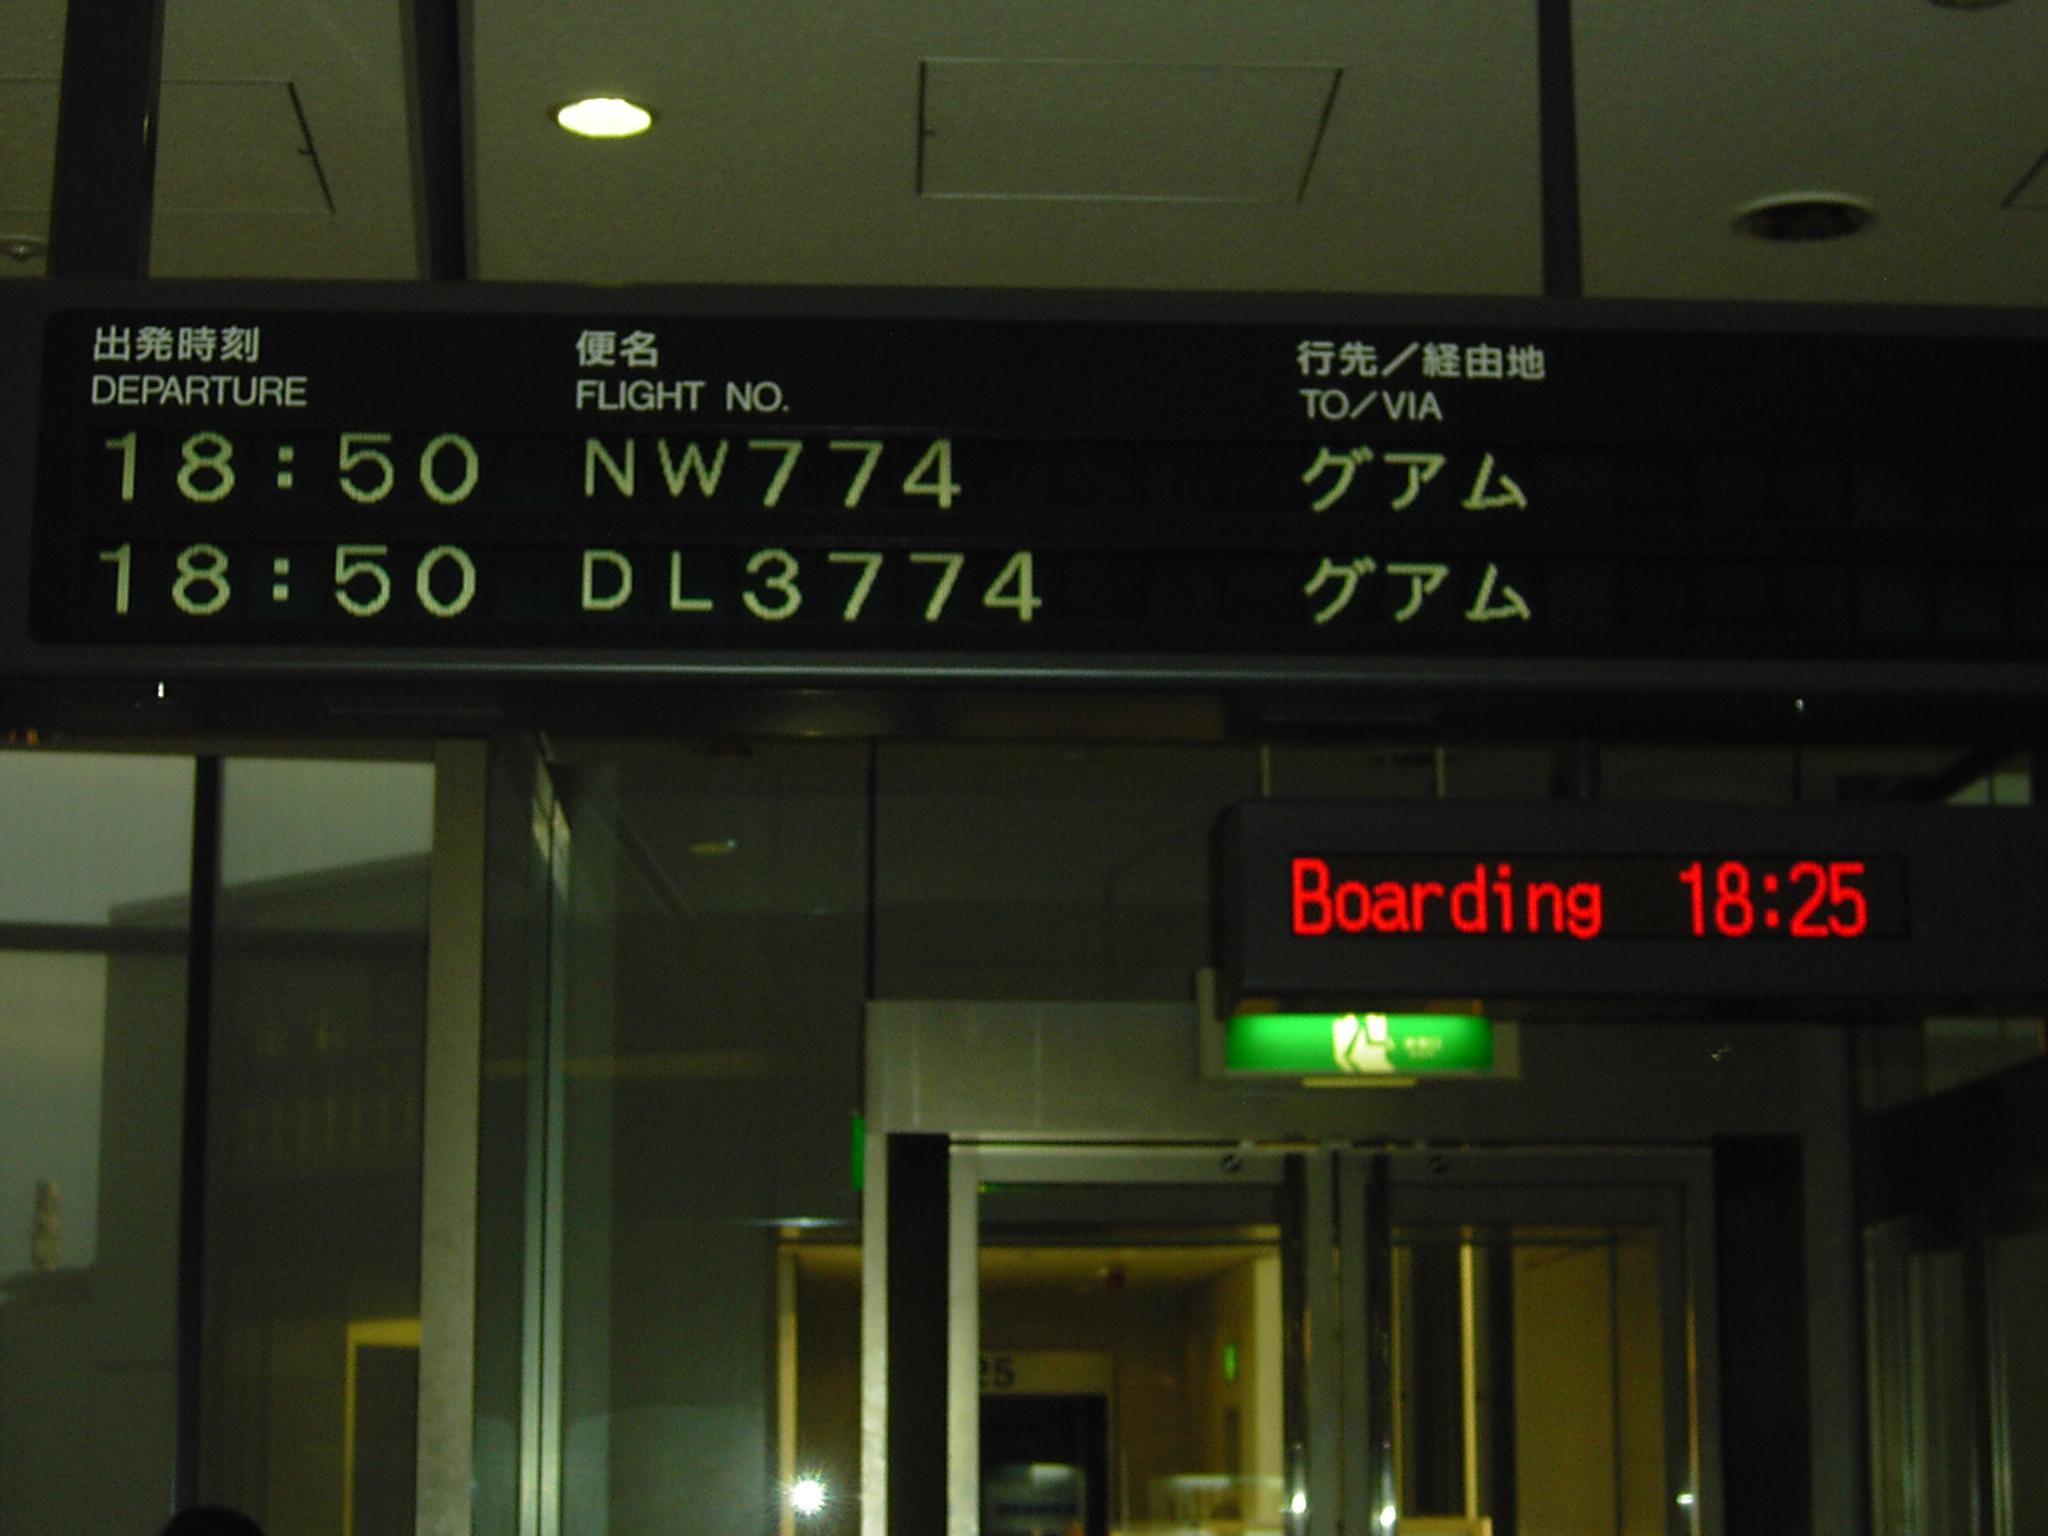 出発時刻 便名 行先／経由地
DEPARTURE FLIGHT NO. TO／VIA
18:50 NW774 グアム
18:50 DL3774 グアム
Boarding 18:25
25